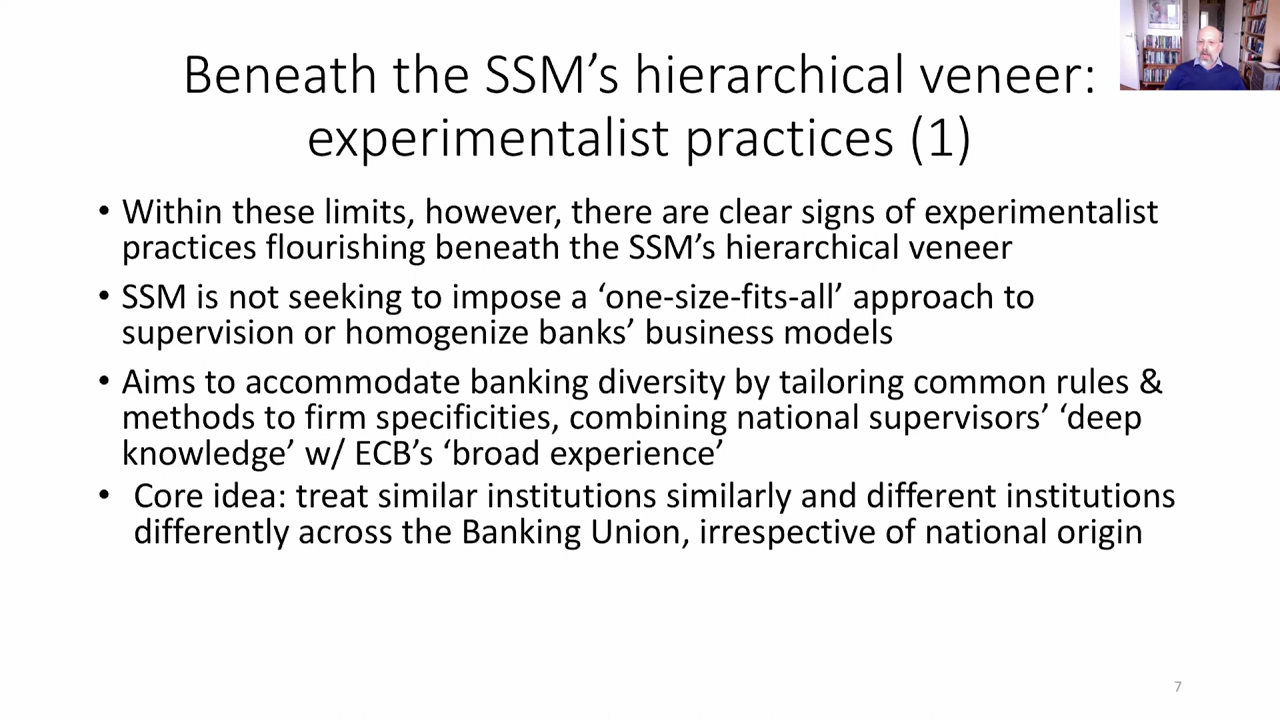 Beneath the SSM’s hierarchical veneer:
experimentalist practices (1)
• Within these limits, however, there are clear signs of experimentalist
practices flourishing beneath the SSM’s hierarchical veneer
• SSM is not seeking to impose a ‘one-size-fits-all’ approach to
supervision or homogenize banks’ business models
• Aims to accommodate banking diversity by tailoring common rules &
methods to firm specificities, combining national supervisors’ ‘deep
knowledge’ w/ ECB’s ‘broad experience’
• Core idea: treat similar institutions similarly and different institutions
differently across the Banking Union, irrespective of national origin
7